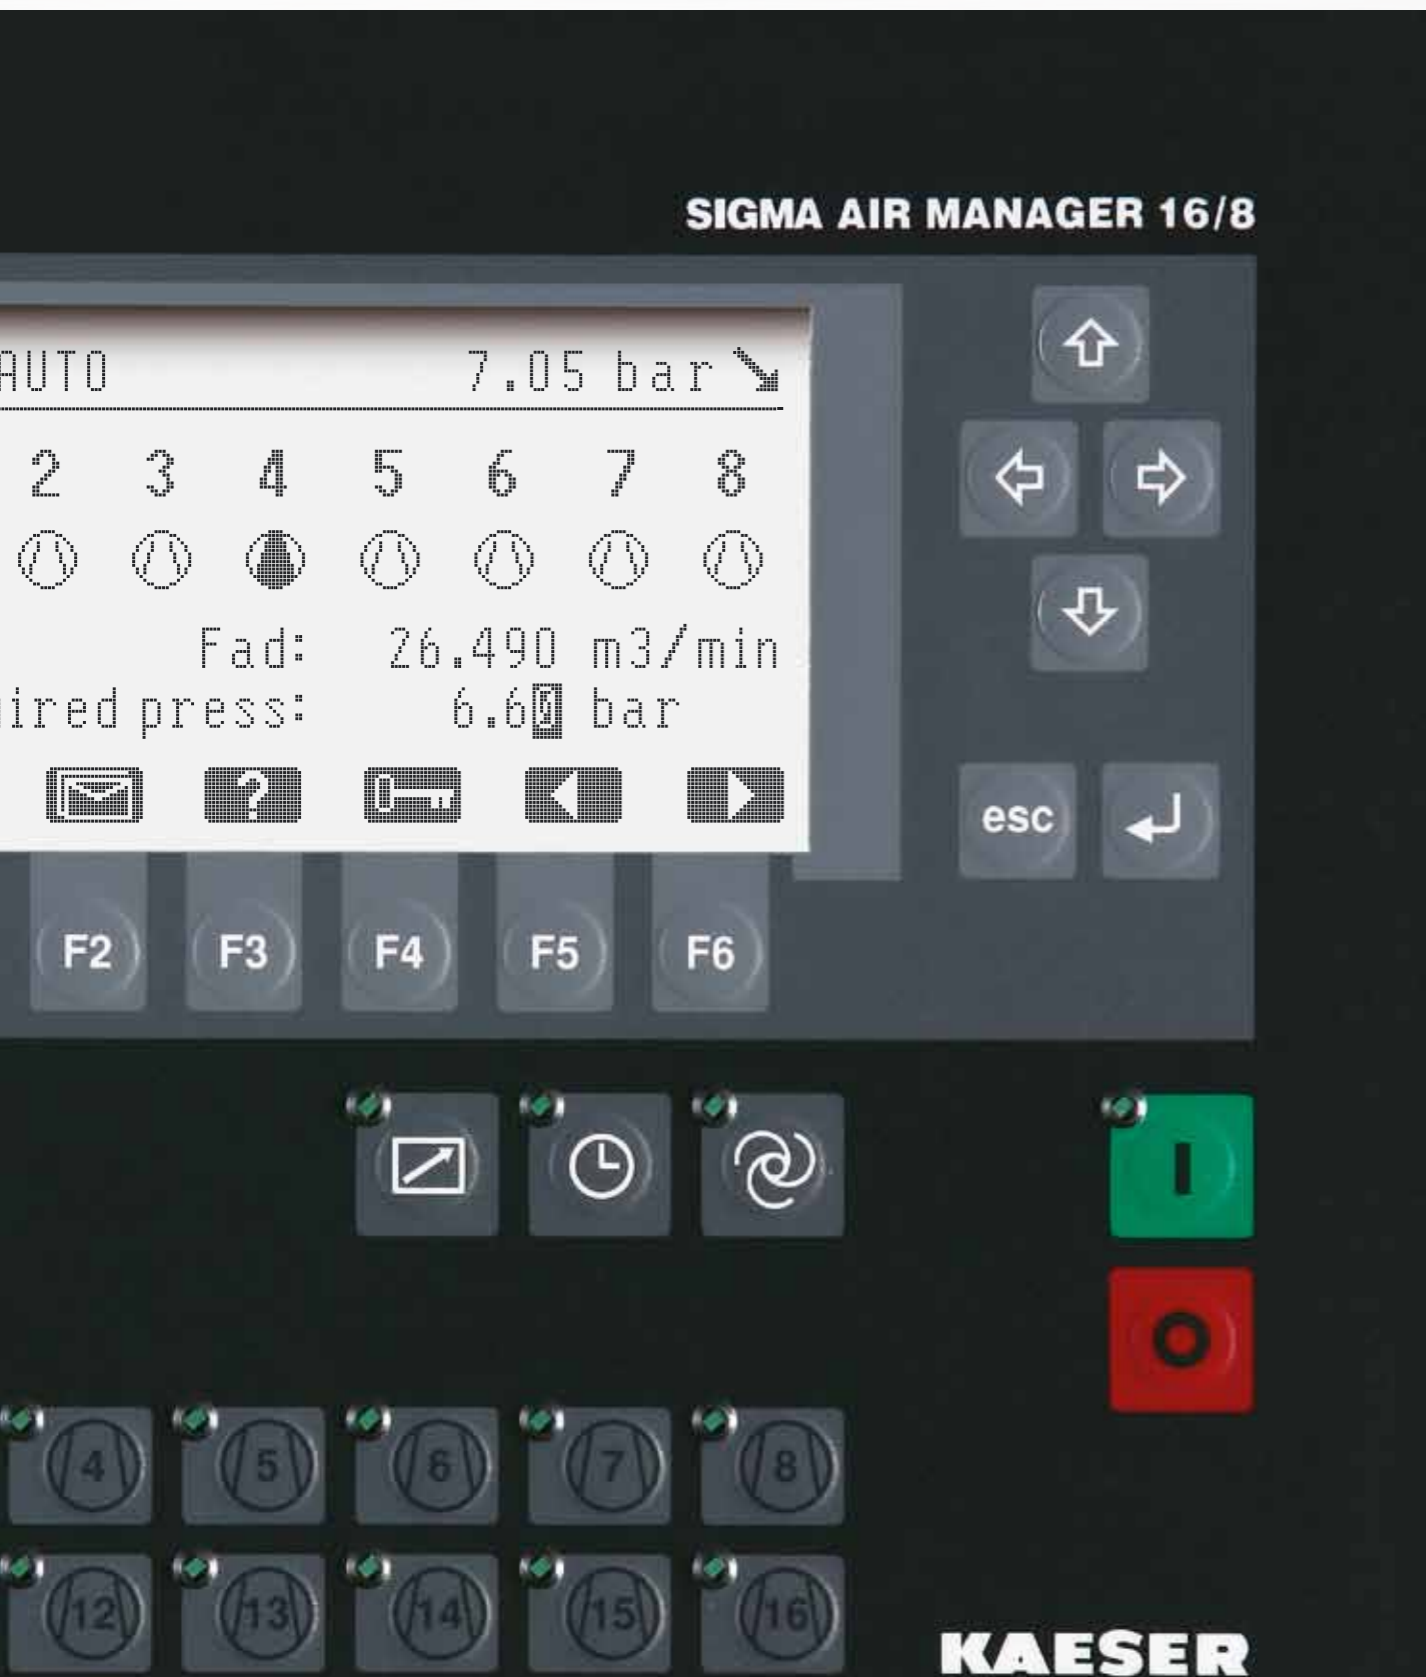 SIGMA AIR MANAGER 16/8
AUTO 7.05 bar
2 3 4 5 6 7 8
Fad: 26.490 m3/min
ired press: 6.60 bar
?
esc
F2 F3 F4 F5 F6
I
O
4 5 6 7 8
12 13 14 15 16
KAESER